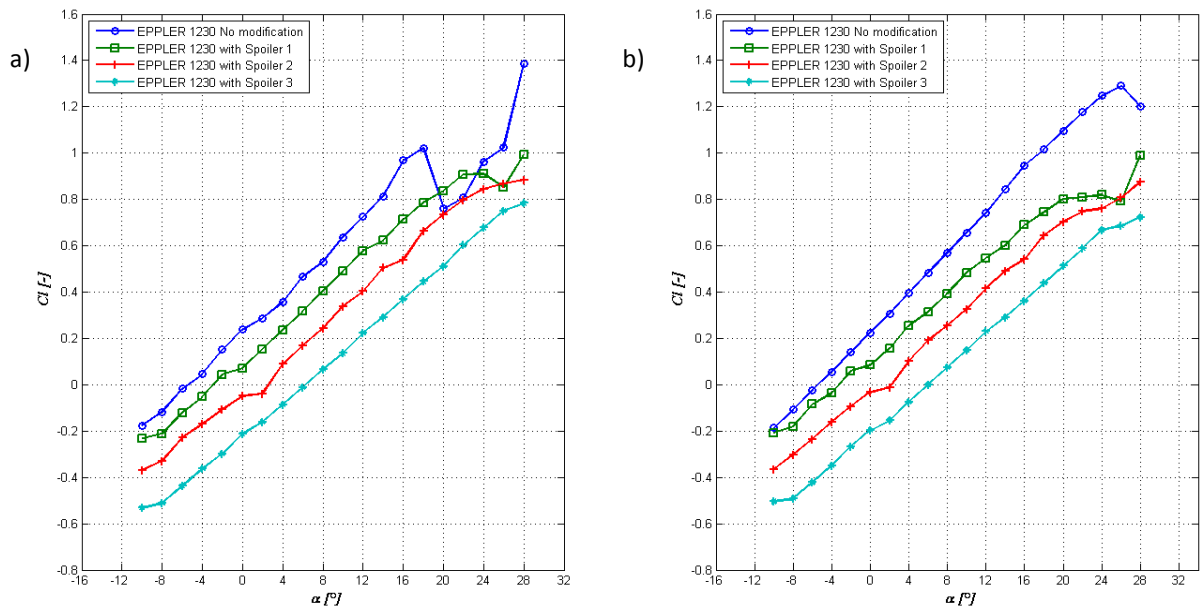 a)
EPPLER 1230 No modification
EPPLER 1230 with Spoiler 1
EPPLER 1230 with Spoiler 2
EPPLER 1230 with Spoiler 3
1.6
1.4
1.2
1
0.8
0.6
0.4
0.2
0
-0.2
-0.4
-0.6
-0.8
Cl [-]
-16 -12 -8 -4 0 4 8 12 16 20 24 28 32
α [°]
b)
EPPLER 1230 No modification
EPPLER 1230 with Spoiler 1
EPPLER 1230 with Spoiler 2
EPPLER 1230 with Spoiler 3
1.6
1.4
1.2
1
0.8
0.6
0.4
0.2
0
-0.2
-0.4
-0.6
-0.8
Cl [-]
-16 -12 -8 -4 0 4 8 12 16 20 24 28 32
α [°]